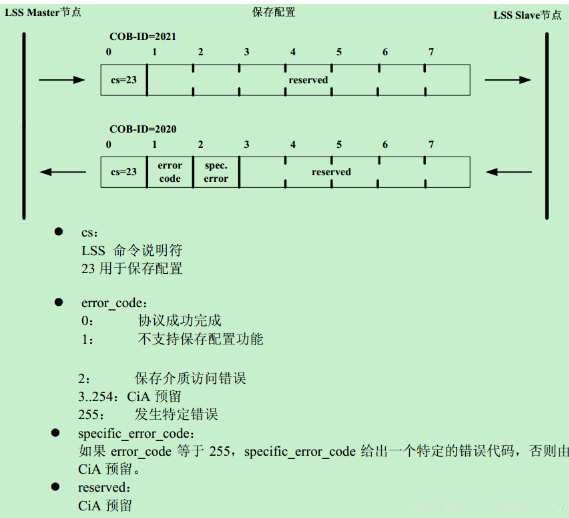 LSS Master节点 保存配置 LSS Slave节点
COB-ID=2021
0 1 2 3 4 5 6 7
cs=23 reserved
COB-ID=2020
0 1 2 3 4 5 6 7
cs=23 error code spec. error reserved
● cs：
LSS 命令说明符
23 用于保存配置
● error_code：
0： 协议成功完成
1： 不支持保存配置功能
2： 保存介质访问错误
3..254：CiA 预留
255： 发生特定错误
● specific_error_code：
如果 error_code 等于 255，specific_error_code 给出一个特定的错误代码，否则由
CiA 预留。
● reserved：
CiA 预留